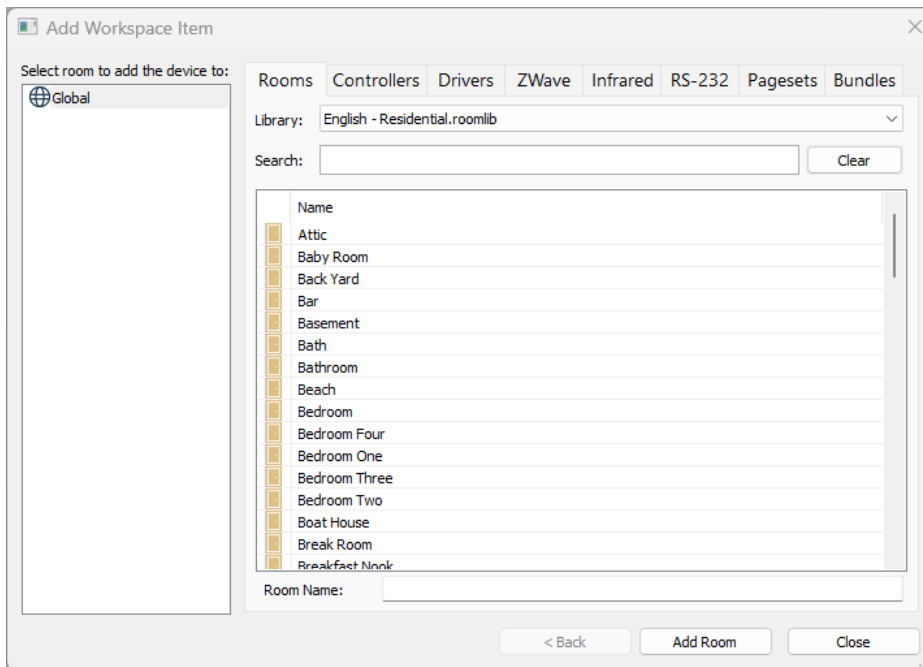 Add Workspace Item
Select room to add the device to:
Global
Rooms Controllers Drivers ZWave Infrared RS-232 Pagesets Bundles
Library: English - Residential.roomlib
Search: Clear
Name
Attic
Baby Room
Back Yard
Bar
Basement
Bath
Bathroom
Beach
Bedroom
Bedroom Four
Bedroom One
Bedroom Three
Bedroom Two
Boat House
Break Room
Breakfast Nook
Room Name:
< Back Add Room Close